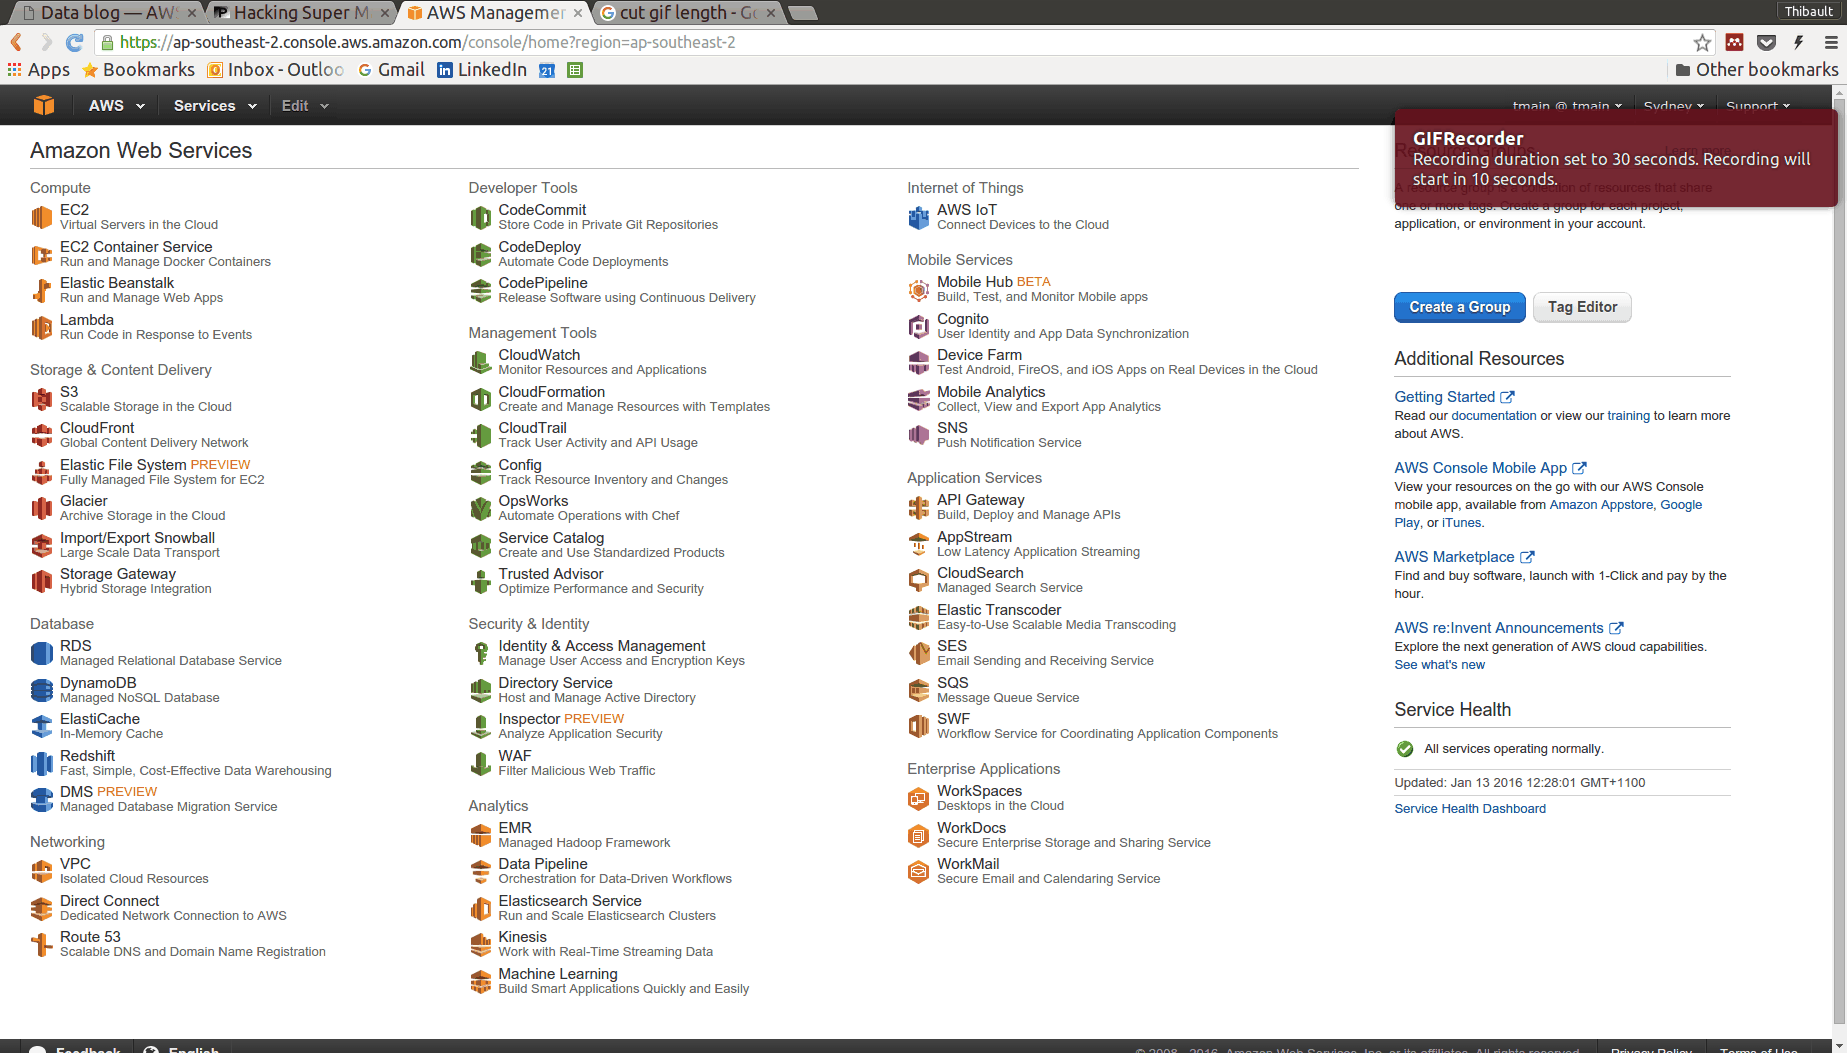 Data blog — AW
Hacking Super M
AWS Managemer
cut gif length - G
Thibault
https://ap-southeast-2.console.aws.amazon.com/console/home?region=ap-southeast-2
Apps
Bookmarks
Inbox - Outloo
Gmail
LinkedIn
21
Other bookmarks
AWS
Services
Edit
tmain @ tmain
Sydney
Support
GIFRecorder
Recording duration set to 30 seconds. Recording will
start in 10 seconds.
Amazon Web Services
Compute
EC2
Virtual Servers in the Cloud
EC2 Container Service
Run and Manage Docker Containers
Elastic Beanstalk
Run and Manage Web Apps
Lambda
Run Code in Response to Events
Storage & Content Delivery
S3
Scalable Storage in the Cloud
CloudFront
Global Content Delivery Network
Elastic File System PREVIEW
Fully Managed File System for EC2
Glacier
Archive Storage in the Cloud
Import/Export Snowball
Large Scale Data Transport
Storage Gateway
Hybrid Storage Integration
Database
RDS
Managed Relational Database Service
DynamoDB
Managed NoSQL Database
ElastiCache
In-Memory Cache
Redshift
Fast, Simple, Cost-Effective Data Warehousing
DMS PREVIEW
Managed Database Migration Service
Networking
VPC
Isolated Cloud Resources
Direct Connect
Dedicated Network Connection to AWS
Route 53
Scalable DNS and Domain Name Registration
Developer Tools
CodeCommit
Store Code in Private Git Repositories
CodeDeploy
Automate Code Deployments
CodePipeline
Release Software using Continuous Delivery
Management Tools
CloudWatch
Monitor Resources and Applications
CloudFormation
Create and Manage Resources with Templates
CloudTrail
Track User Activity and API Usage
Config
Track Resource Inventory and Changes
OpsWorks
Automate Operations with Chef
Service Catalog
Create and Use Standardized Products
Trusted Advisor
Optimize Performance and Security
Security & Identity
Identity & Access Management
Manage User Access and Encryption Keys
Directory Service
Host and Manage Active Directory
Inspector PREVIEW
Analyze Application Security
WAF
Filter Malicious Web Traffic
Analytics
EMR
Managed Hadoop Framework
Data Pipeline
Orchestration for Data-Driven Workflows
Elasticsearch Service
Run and Scale Elasticsearch Clusters
Kinesis
Work with Real-Time Streaming Data
Machine Learning
Build Smart Applications Quickly and Easily
Internet of Things
AWS IoT
Connect Devices to the Cloud
Mobile Services
Mobile Hub BETA
Build, Test, and Monitor Mobile apps
Cognito
User Identity and App Data Synchronization
Device Farm
Test Android, FireOS, and iOS Apps on Real Devices in the Cloud
Mobile Analytics
Collect, View and Export App Analytics
SNS
Push Notification Service
Application Services
API Gateway
Build, Deploy and Manage APIs
AppStream
Low Latency Application Streaming
CloudSearch
Managed Search Service
Elastic Transcoder
Easy-to-Use Scalable Media Transcoding
SES
Email Sending and Receiving Service
SQS
Message Queue Service
SWF
Workflow Service for Coordinating Application Components
Enterprise Applications
WorkSpaces
Desktops in the Cloud
WorkDocs
Secure Enterprise Storage and Sharing Service
WorkMail
Secure Email and Calendaring Service
Resource Groups
Learn more
A resource group is a collection of resources that share
one or more tags. Create a group for each project,
application, or environment in your account.
Create a Group
Tag Editor
Additional Resources
Getting Started
Read our documentation or view our training to learn more
about AWS.
AWS Console Mobile App
View your resources on the go with our AWS Console
mobile app, available from Amazon Appstore, Google
Play, or iTunes.
AWS Marketplace
Find and buy software, launch with 1-Click and pay by the
hour.
AWS re:Invent Announcements
Explore the next generation of AWS cloud capabilities.
See what's new
Service Health
All services operating normally.
Updated: Jan 13 2016 12:28:01 GMT+1100
Service Health Dashboard
Feedback
English
© 2008 - 2016, Amazon Web Services, Inc. or its affiliates. All rights reserved.
Privacy Policy
Terms of Use